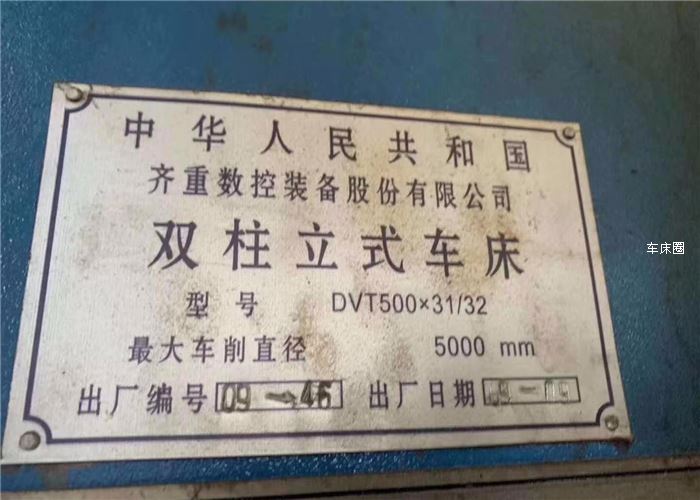 中华人民共和国
齐重数控装备股份有限公司
双柱立式车床
型号 DVT500×31/32
最大车削直径 5000 mm
出厂编号 09-46 出厂日期
车床圈